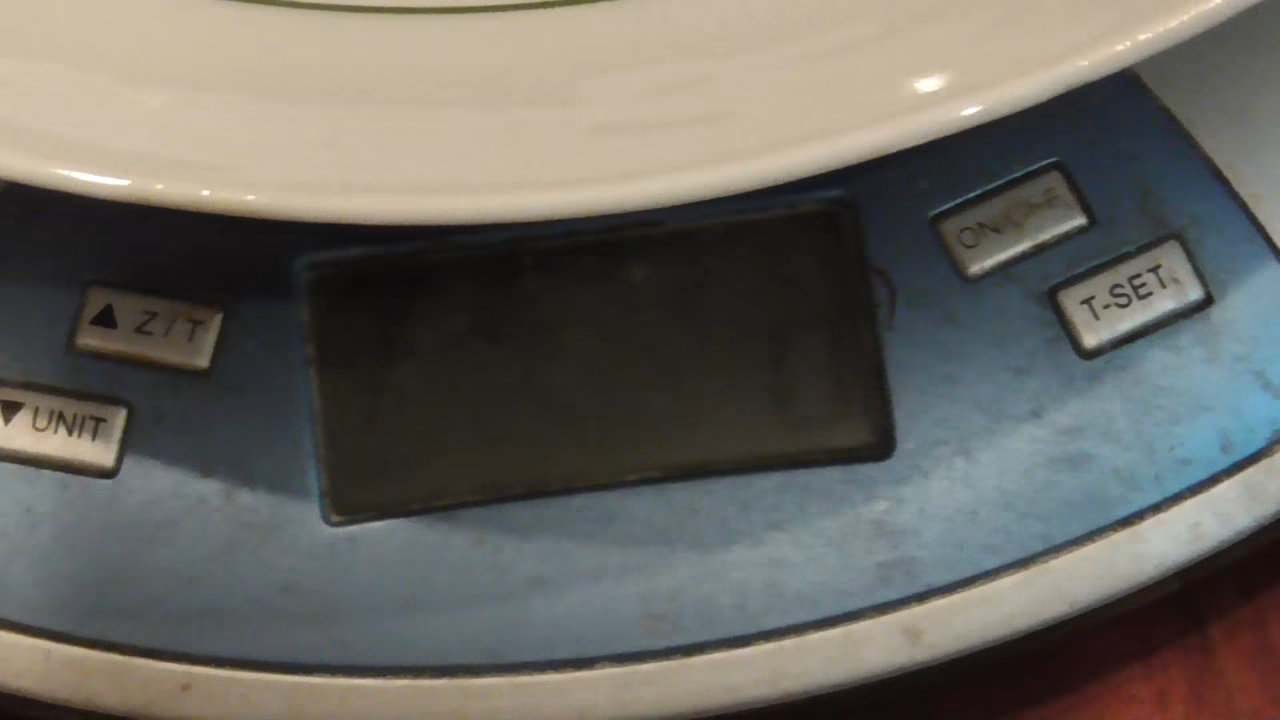 ON/OFF
T-SET
▲ Z/T
▼ UNIT